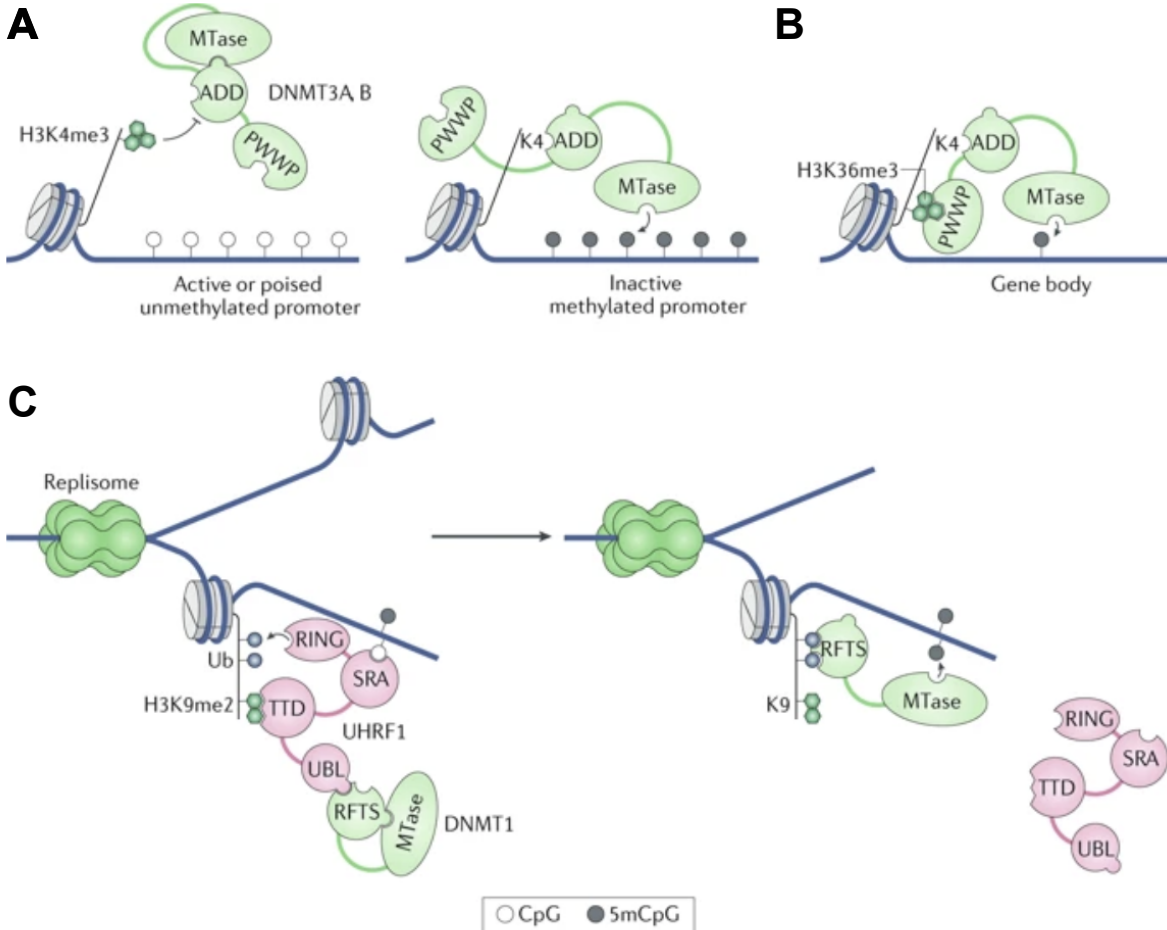 A
MTase
ADD
DNMT3A, B
PWWP
H3K4me3
Active or poised
unmethylated promoter
PWWP
K4
ADD
MTase
Inactive
methylated promoter
B
K4
ADD
H3K36me3
PWWP
MTase
Gene body
C
Replisome
RING
Ub
SRA
H3K9me2
TTD
UHRF1
UBL
RFTS
MTase
DNMT1
RFTS
K9
MTase
RING
SRA
TTD
UBL
CpG
5mCpG